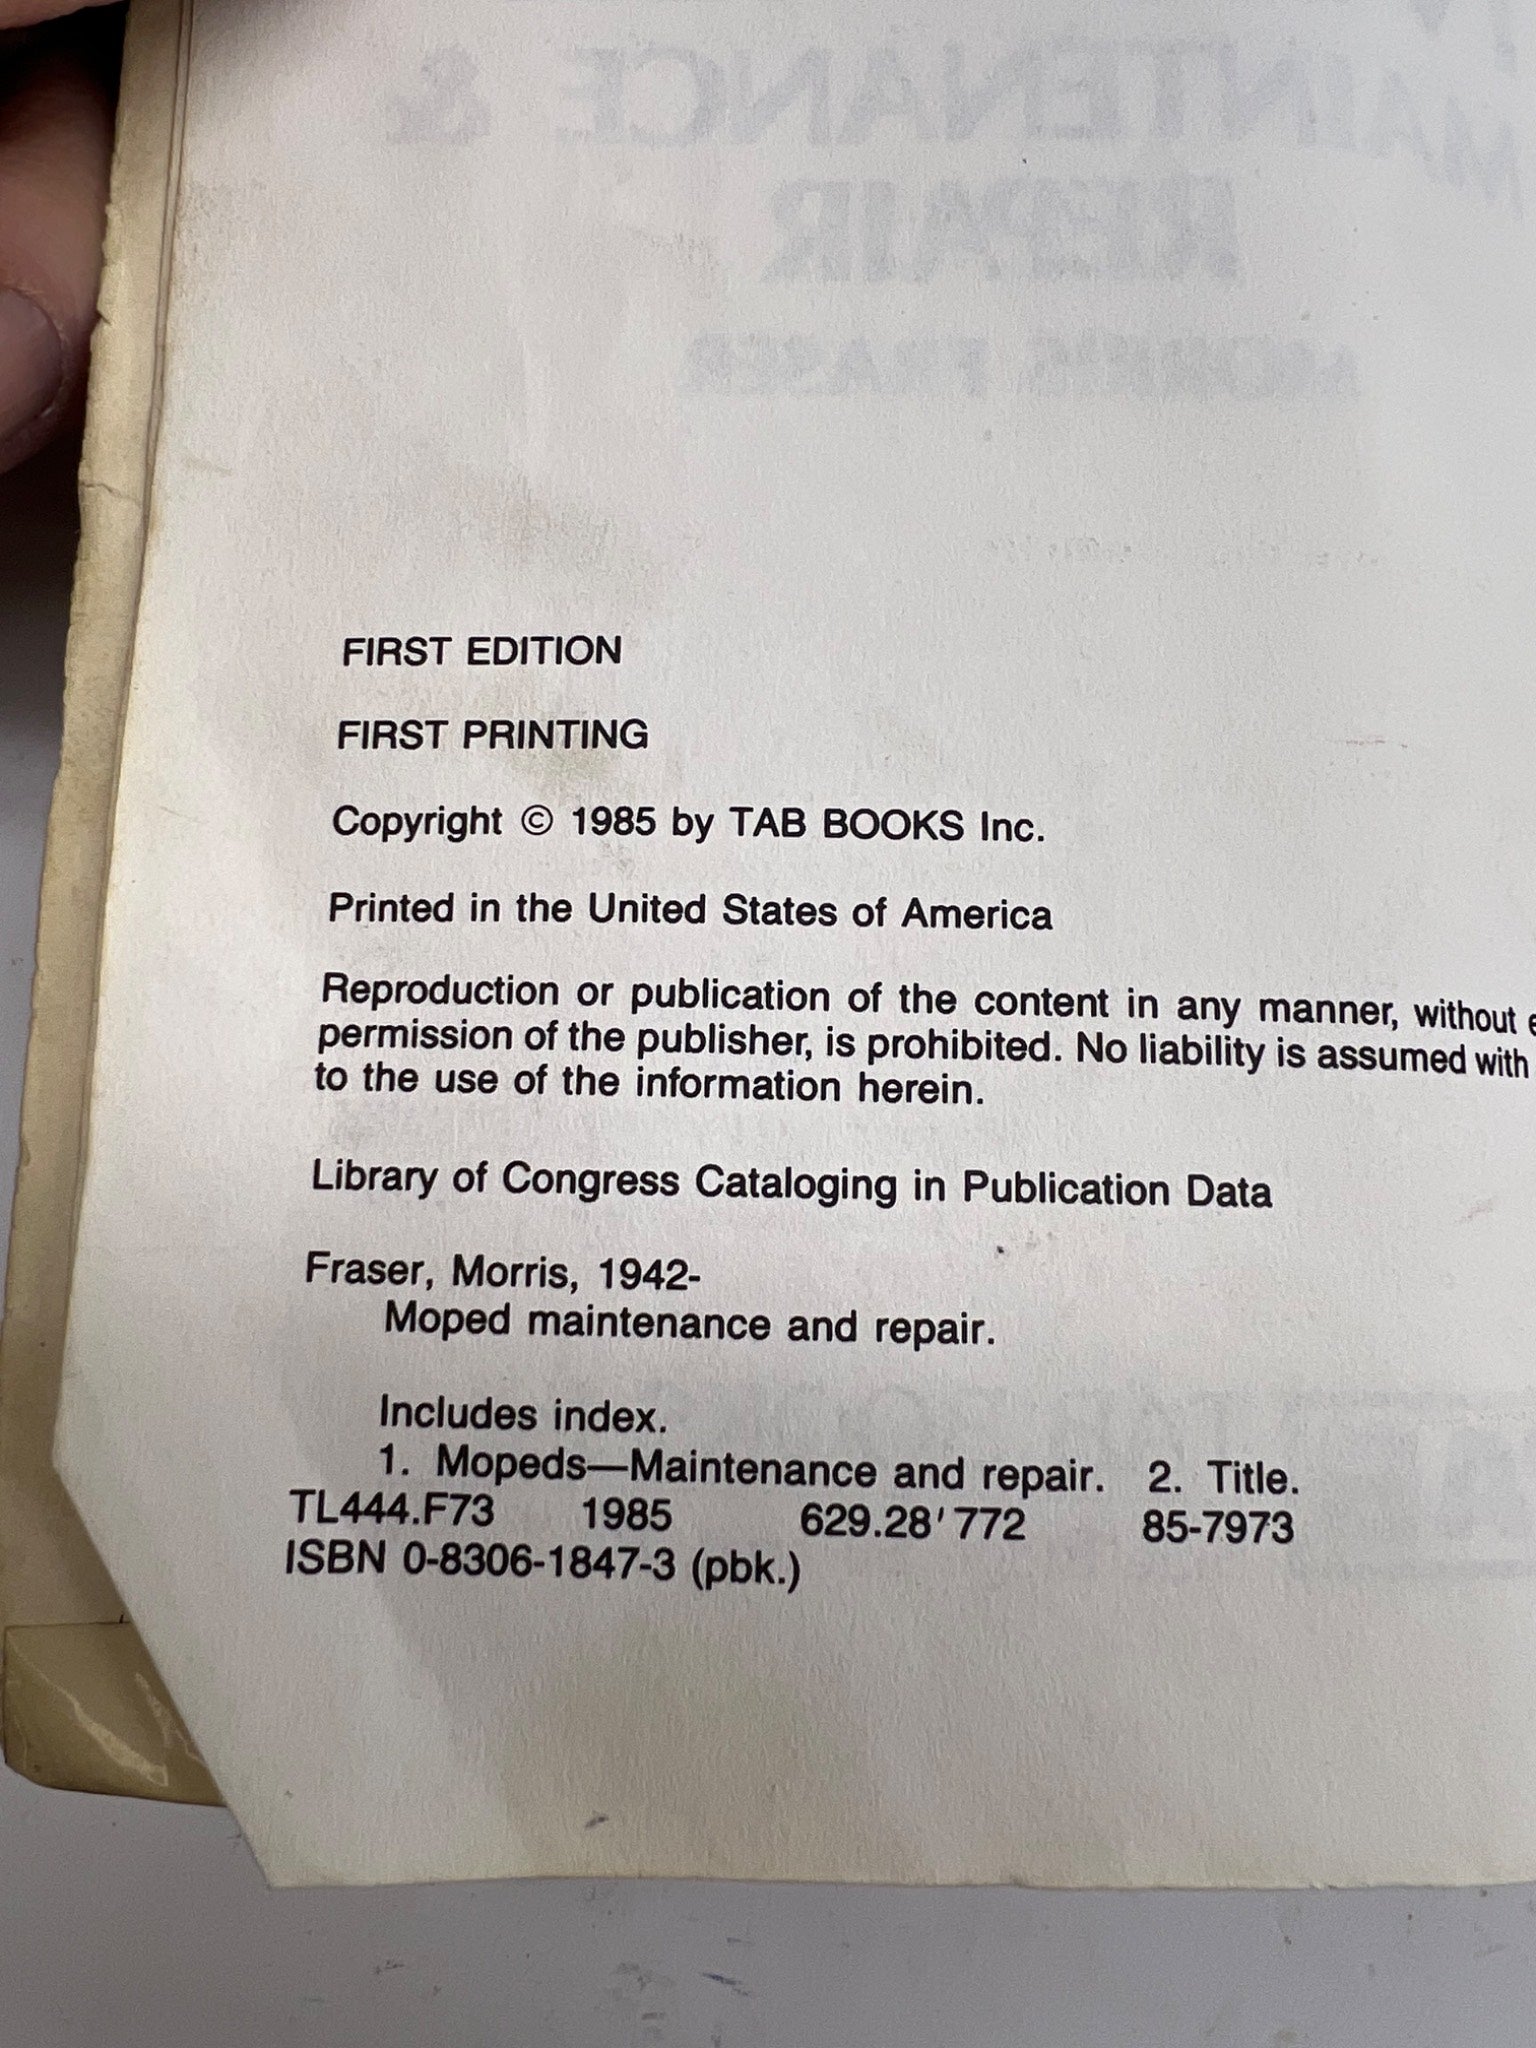 MAINTENANCE &
REPAIR
MORRIS FRASER
FIRST EDITION
FIRST PRINTING
Copyright © 1985 by TAB BOOKS Inc.
Printed in the United States of America
Reproduction or publication of the content in any manner, without
permission of the publisher, is prohibited. No liability is assumed with
to the use of the information herein.
Library of Congress Cataloging in Publication Data
Fraser, Morris, 1942-
Moped maintenance and repair.
Includes index.
1. Mopeds—Maintenance and repair. 2. Title.
TL444.F73 1985 629.28'772 85-7973
ISBN 0-8306-1847-3 (pbk.)